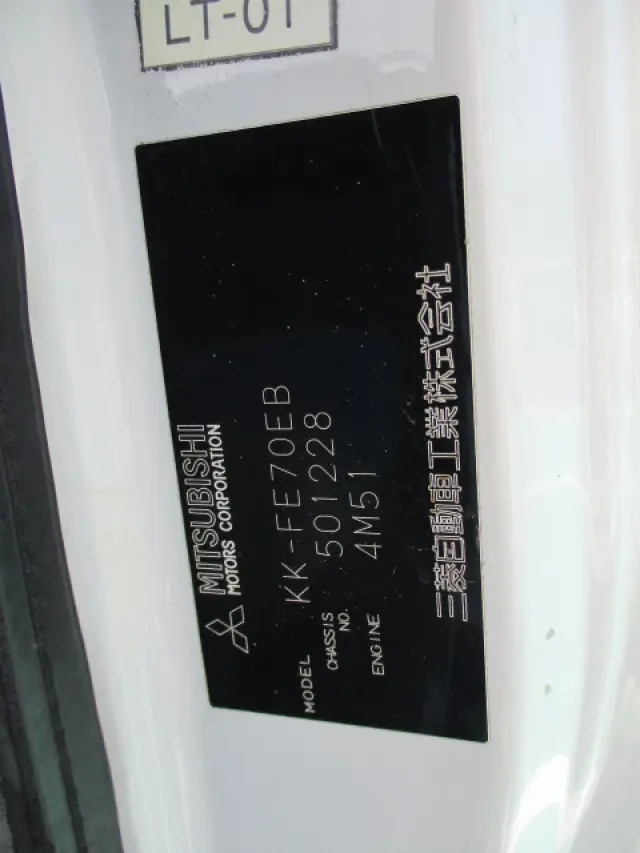 LT-01
MITSUBISHI
MOTORS CORPORATION
MODEL KK-FE70EB
CHASSIS NO. 501228
ENGINE 4M51
三菱自動車工業株式会社